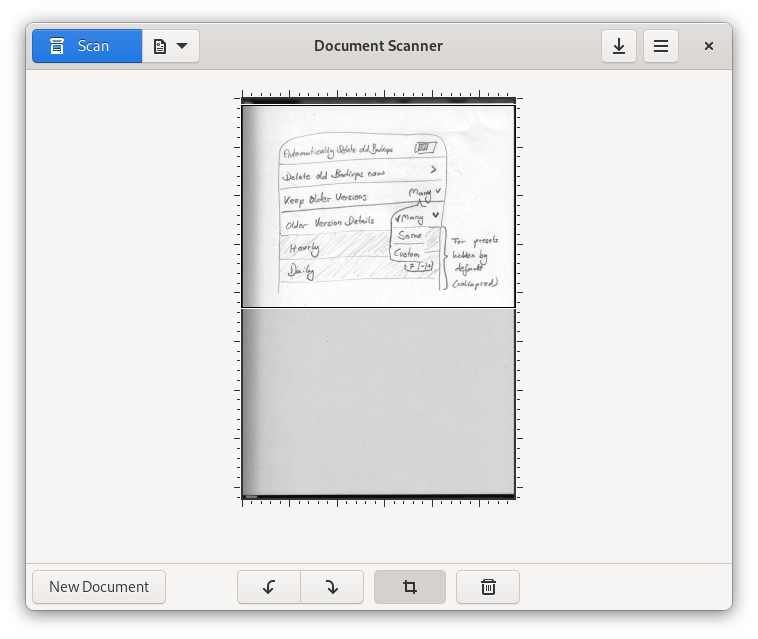 Scan
Document Scanner
Automatically Delete old Backups
Delete old Backups now
Keep Older Versions Many
Older Version Details Many
Some
Hourly
Custom
Daily
7 - +
For presets
hidden by
default
(collapsed)
New Document